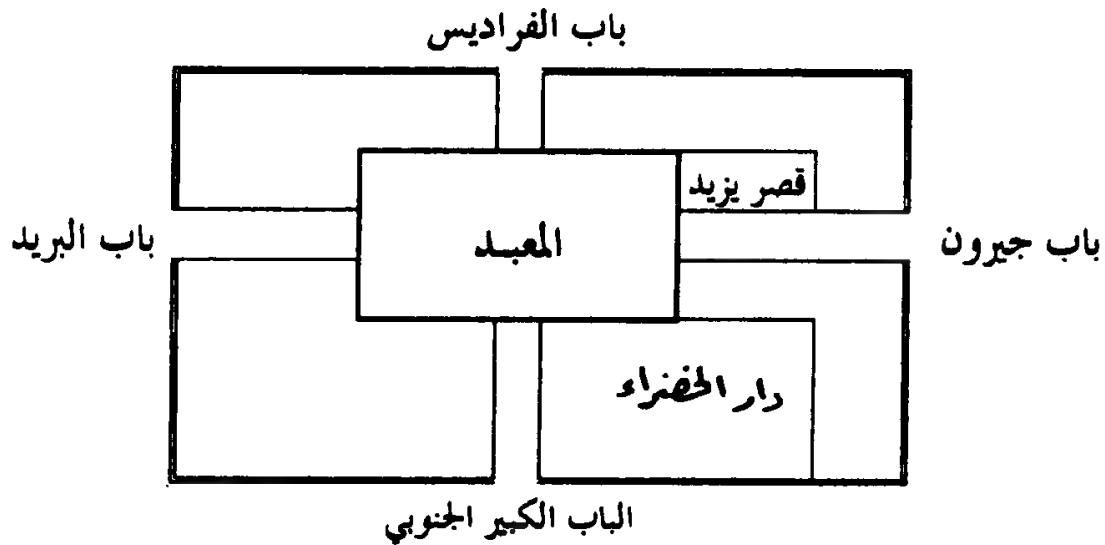 باب الفراديس
قصر يزيد
باب جيرون
المعبد
باب البريد
دار الخضراء
الباب الكبير الجنوبي